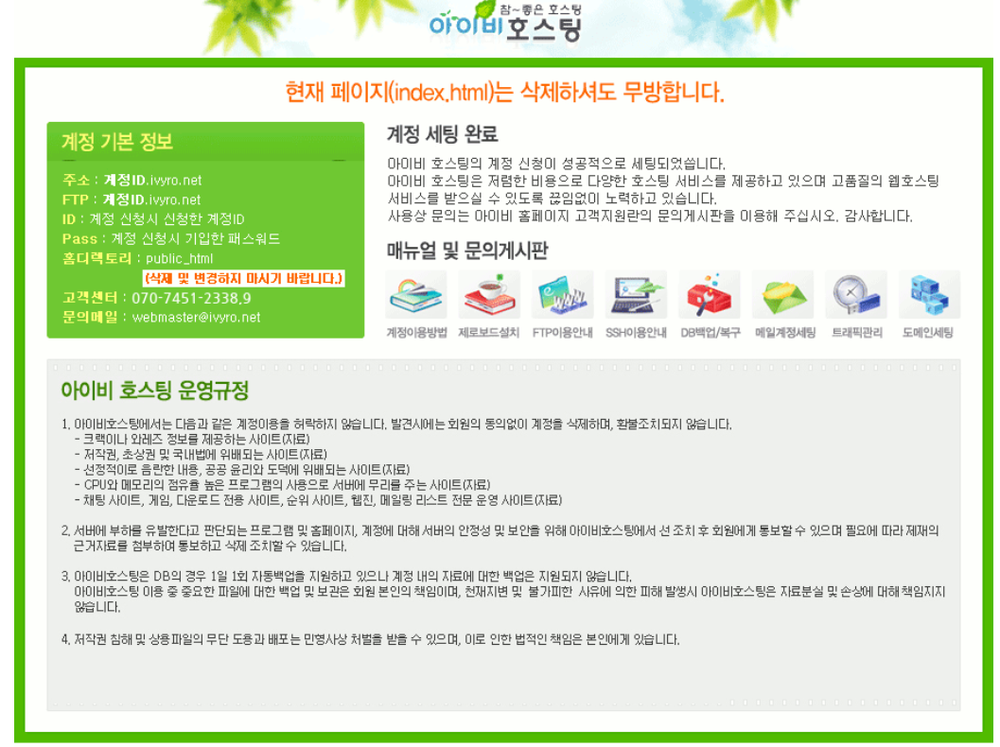 참~좋은 호스팅
아이비호스팅
현재 페이지(index.html)는 삭제하셔도 무방합니다.
계정 기본 정보
주소 : 계정ID.ivyro.net
FTP : 계정ID.ivyro.net
ID : 계정 신청시 신청한 계정ID
Pass : 계정 신청시 기입한 패스워드
홈디렉토리 : public_html
(삭제 및 변경하지 마시기 바랍니다.)
고객센터 : 070-7451-2338,9
문의메일 : webmaster@ivyro.net
계정 세팅 완료
아이비 호스팅의 계정 신청이 성공적으로 세팅되었씁니다.
아이비 호스팅은 저렴한 비용으로 다양한 호스팅 서비스를 제공하고 있으며 고품질의 웹호스팅
서비스를 받으실 수 있도록 끊임없이 노력하고 있습니다.
사용상 문의는 아이비 홈페이지 고객지원란의 문의게시판을 이용해 주십시오. 감사합니다.
매뉴얼 및 문의게시판
계정이용방법 제로보드설치 FTP이용안내 SSH이용안내 DB백업/복구 메일계정세팅 트래픽관리 도메인세팅
아이비 호스팅 운영규정
1. 아이비호스팅에서는 다음과 같은 계정이용을 허락하지 않습니다. 발견시에는 회원의 동의없이 계정을 삭제하며, 환불조치되지 않습니다.
- 크랙이나 와레즈 정보를 제공하는 사이트(자료)
- 저작권, 초상권 및 국내법에 위배되는 사이트(자료)
- 선정적이로 음란한 내용, 공공 윤리와 도덕에 위배되는 사이트(자료)
- CPU와 메모리의 점유율 높은 프로그램의 사용으로 서버에 무리를 주는 사이트(자료)
- 채팅 사이트, 게임, 다운로드 전용 사이트, 순위 사이트, 웹진, 메일링 리스트 전문 운영 사이트(자료)
2. 서버에 부하를 유발한다고 판단되는 프로그램 및 홈페이지, 계정에 대해 서버의 안정성 및 보안을 위해 아이비호스팅에서 선 조치 후 회원에게 통보할 수 있으며 필요에 따라 제재의
근거자료를 첨부하여 통보하고 삭제 조치할 수 있습니다.
3. 아이비호스팅은 DB의 경우 1일 1회 자동백업을 지원하고 있으나 계정 내의 자료에 대한 백업은 지원되지 않습니다.
아이비호스팅 이용 중 중요한 파일에 대한 백업 및 보관은 회원 본인의 책임이며, 천재지변 및 불가피한 사유에 의한 피해 발생시 아이비호스팅은 자료분실 및 손상에 대해 책임지지
않습니다.
4. 저작권 침해 및 상용파일의 무단 도용과 배포는 민형사상 처벌을 받을 수 있으며, 이로 인한 법적인 책임은 본인에게 있습니다.